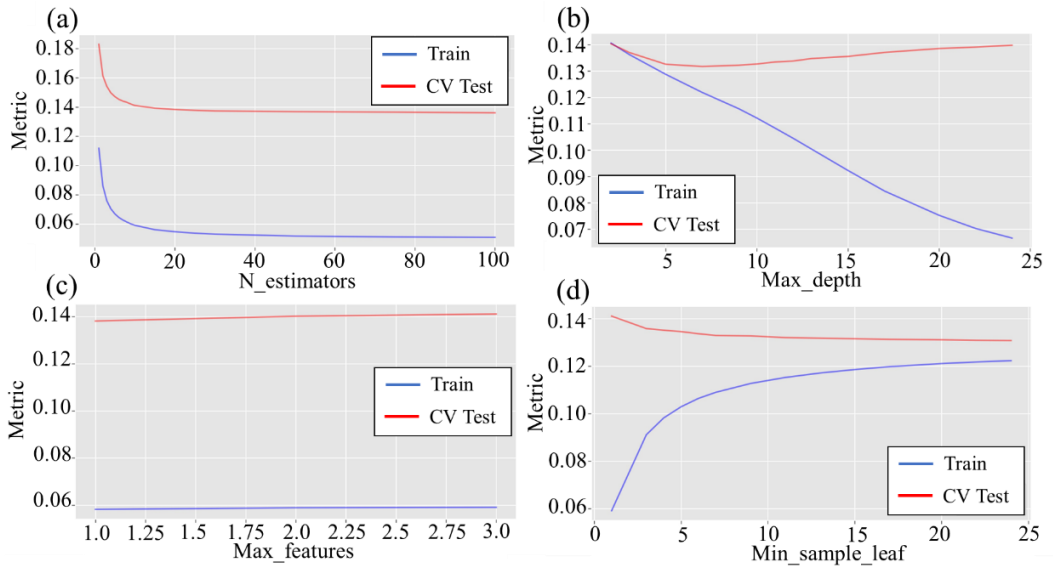 (a)
0.18
0.16
0.14
0.12
0.10
0.08
0.06
Metric
Train
CV Test
0 20 40 60 80 100
N_estimators
(b)
0.14
0.13
0.12
0.11
0.10
0.09
0.08
0.07
Metric
Train
CV Test
5 10 15 20 25
Max_depth
(c)
0.14
0.12
0.10
0.08
0.06
Metric
Train
CV Test
1.0 1.25 1.50 1.75 2.0 2.25 2.5 2.75 3.0
Max_features
(d)
0.14
0.12
0.10
0.08
0.06
Metric
Train
CV Test
0 5 10 15 20 25
Min_sample_leaf